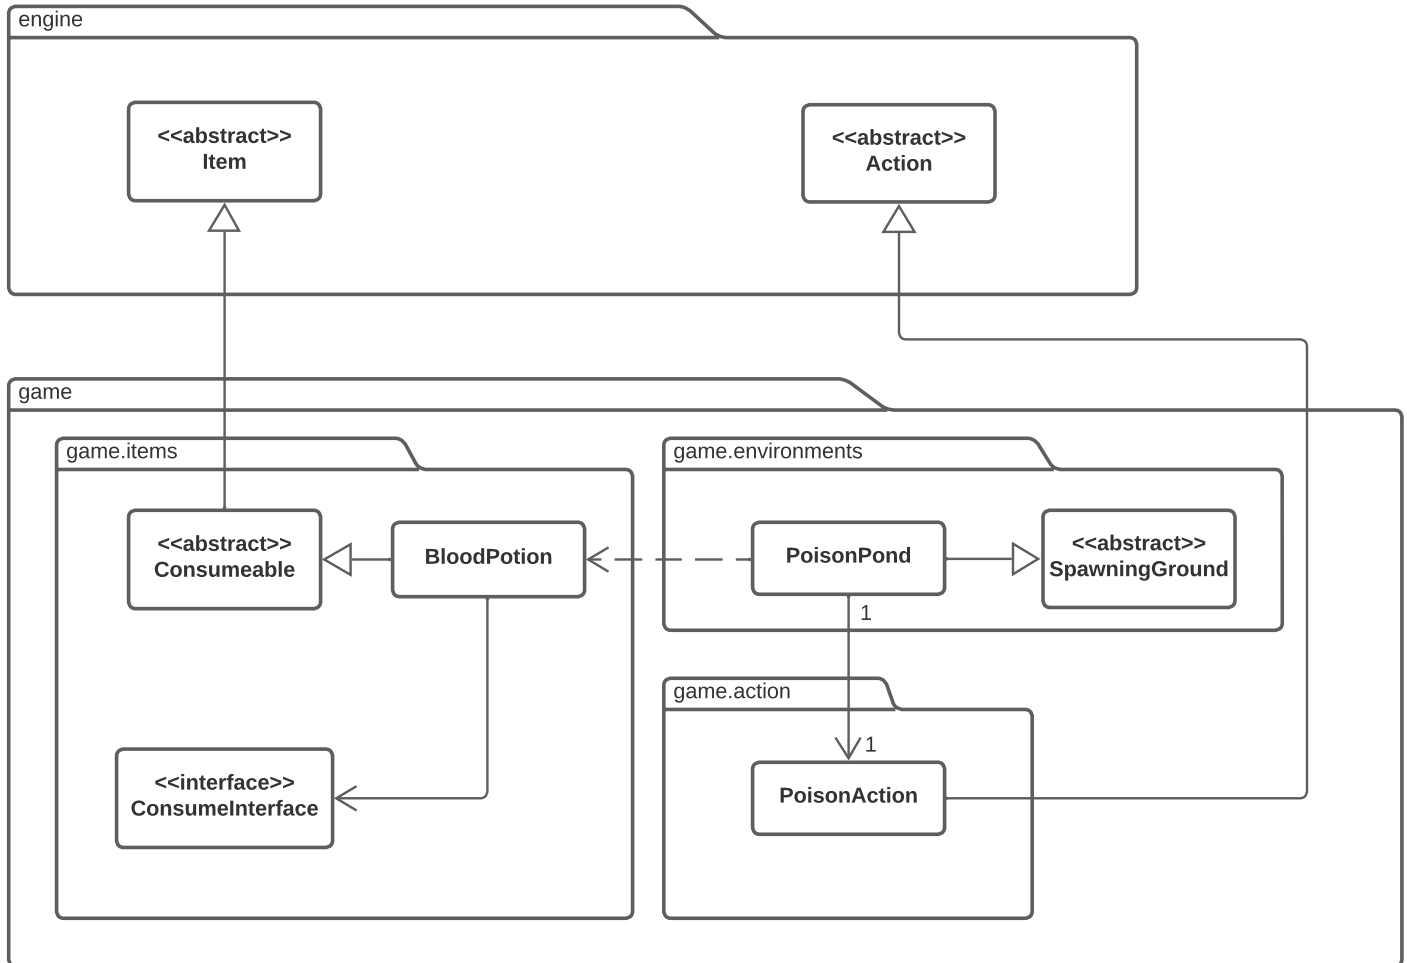 engine
<<abstract>>
Item
<<abstract>>
Action
game
game.items
<<abstract>>
Consumeable
BloodPotion
<<interface>>
ConsumeInterface
game.environments
PoisonPond
<<abstract>>
SpawningGround
1
game.action
1
PoisonAction